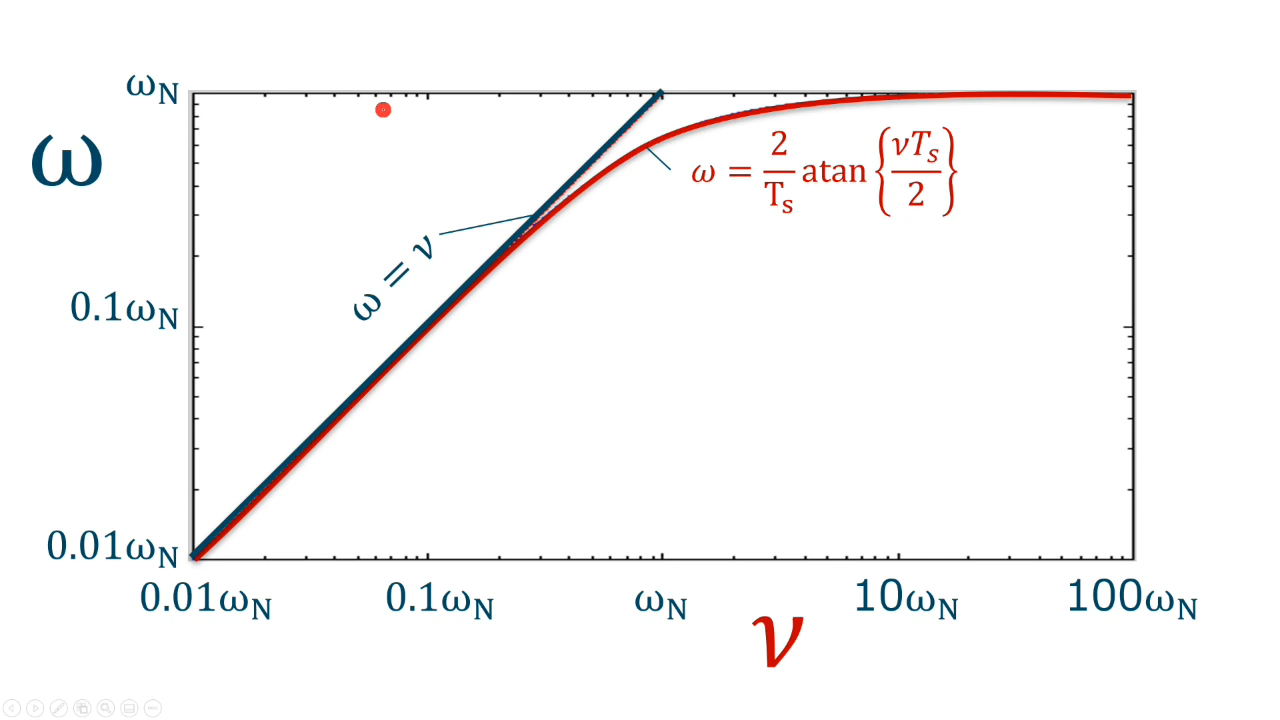 ω_N
ω
ω = 2/T_s atan {νT_s/2}
ω = ν
0.1ω_N
0.01ω_N
0.01ω_N 0.1ω_N ω_N 10ω_N 100ω_N
ν